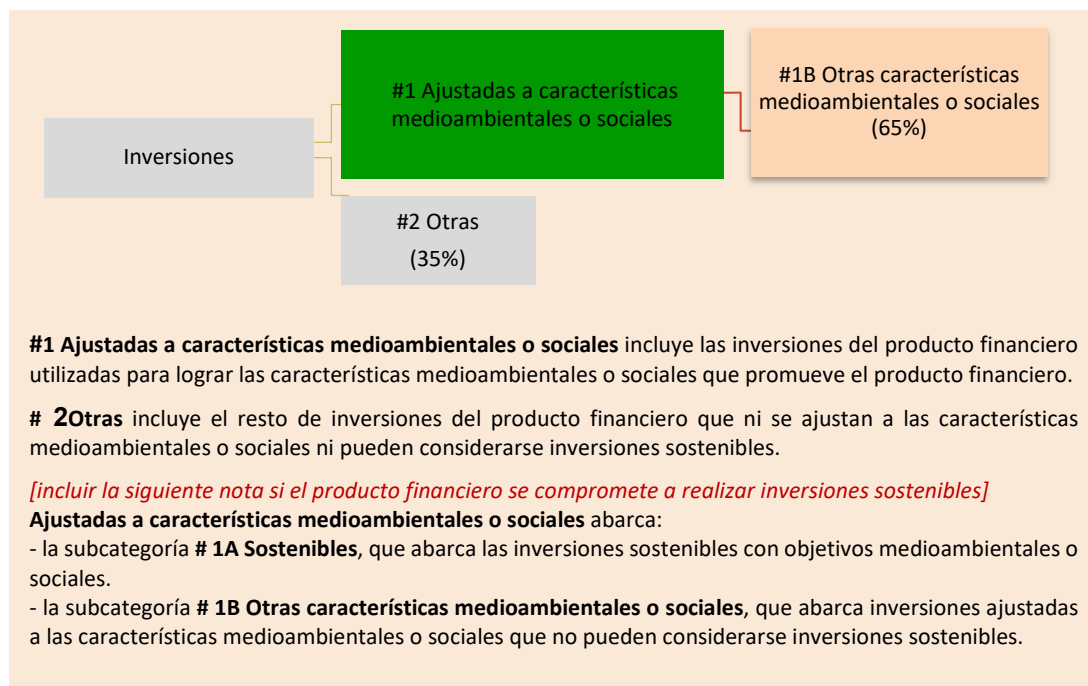 Inversiones
#1 Ajustadas a características
medioambientales o sociales
#1B Otras características
medioambientales o sociales
(65%)
#2 Otras
(35%)
#1 Ajustadas a características medioambientales o sociales incluye las inversiones del producto financiero
utilizadas para lograr las características medioambientales o sociales que promueve el producto financiero.
# 2Otras incluye el resto de inversiones del producto financiero que ni se ajustan a las características
medioambientales o sociales ni pueden considerarse inversiones sostenibles.
[incluir la siguiente nota si el producto financiero se compromete a realizar inversiones sostenibles]
Ajustadas a características medioambientales o sociales abarca:
- la subcategoría # 1A Sostenibles, que abarca las inversiones sostenibles con objetivos medioambientales o
sociales.
- la subcategoría # 1B Otras características medioambientales o sociales, que abarca inversiones ajustadas
a las características medioambientales o sociales que no pueden considerarse inversiones sostenibles.